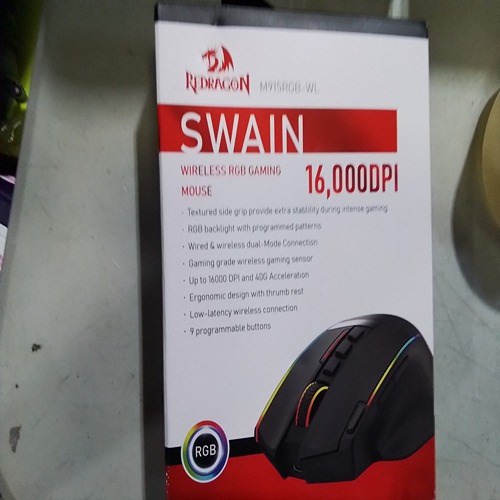 REDRAGON M915RGB-WL
SWAIN
WIRELESS RGB GAMING
MOUSE
16,000DPI
· Textured side grip provide extra stability during intense gaming
· RGB backlight with programmed patterns
· Wired & wireless dual-Mode Connection
· Gaming grade wireless gaming sensor
· Up to 16000 DPI and 40G Acceleration
· Ergonomic design with thumb rest
· Low-latency wireless connection
· 9 programmable buttons
RGB